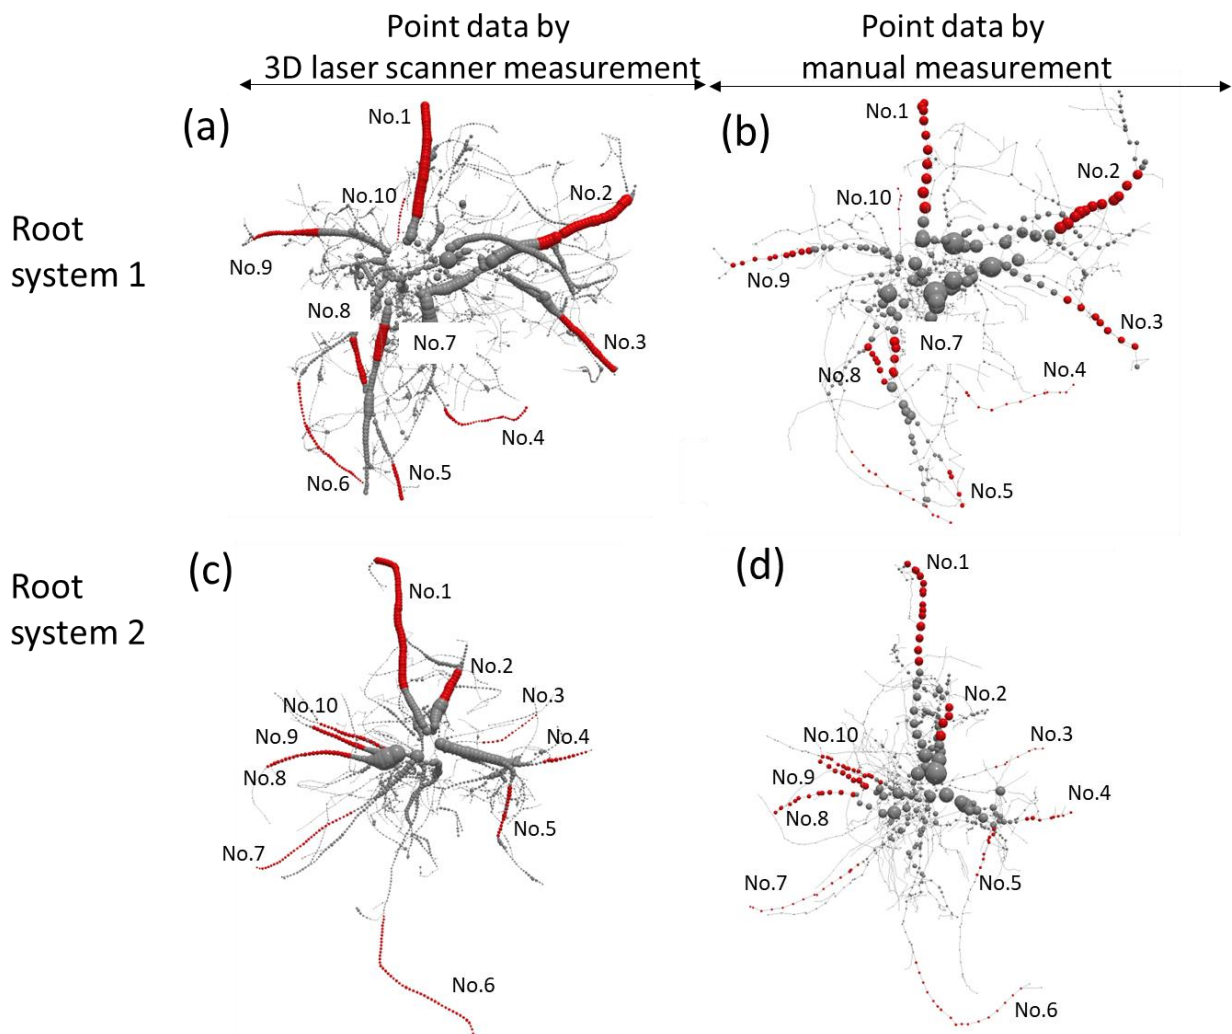 Point data by
3D laser scanner measurement
Point data by
manual measurement
Root
system 1
(a)
No.1
No.2
No.10
No.9
No.8
No.7
No.3
No.4
No.5
No.6
(b)
No.1
No.2
No.10
No.9
No.3
No.7
No.8
No.4
No.5
Root
system 2
(c)
No.1
No.2
No.3
No.10
No.9
No.4
No.8
No.5
No.7
No.6
(d)
No.1
No.2
No.10
No.3
No.9
No.4
No.8
No.7
No.5
No.6